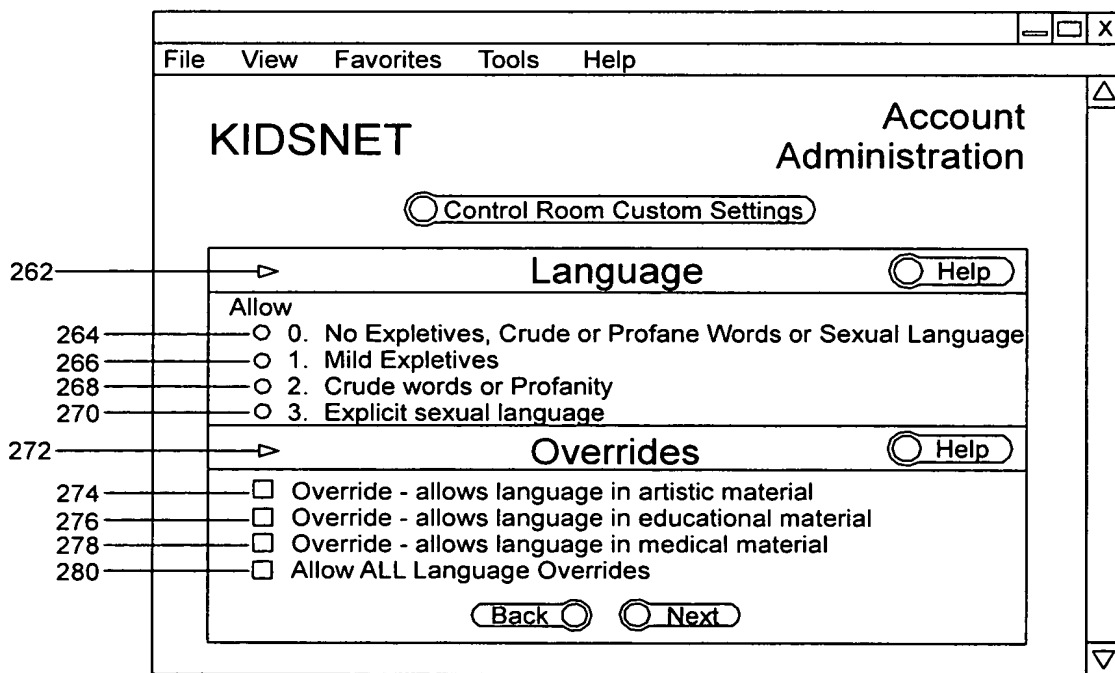 X
File View Favorites Tools Help
KIDSNET
Account
Administration
Control Room Custom Settings
262
Language
Help
Allow
264
0. No Expletives, Crude or Profane Words or Sexual Language
266
1. Mild Expletives
268
2. Crude words or Profanity
270
3. Explicit sexual language
272
Overrides
Help
274
Override - allows language in artistic material
276
Override - allows language in educational material
278
Override - allows language in medical material
280
Allow ALL Language Overrides
Back
Next